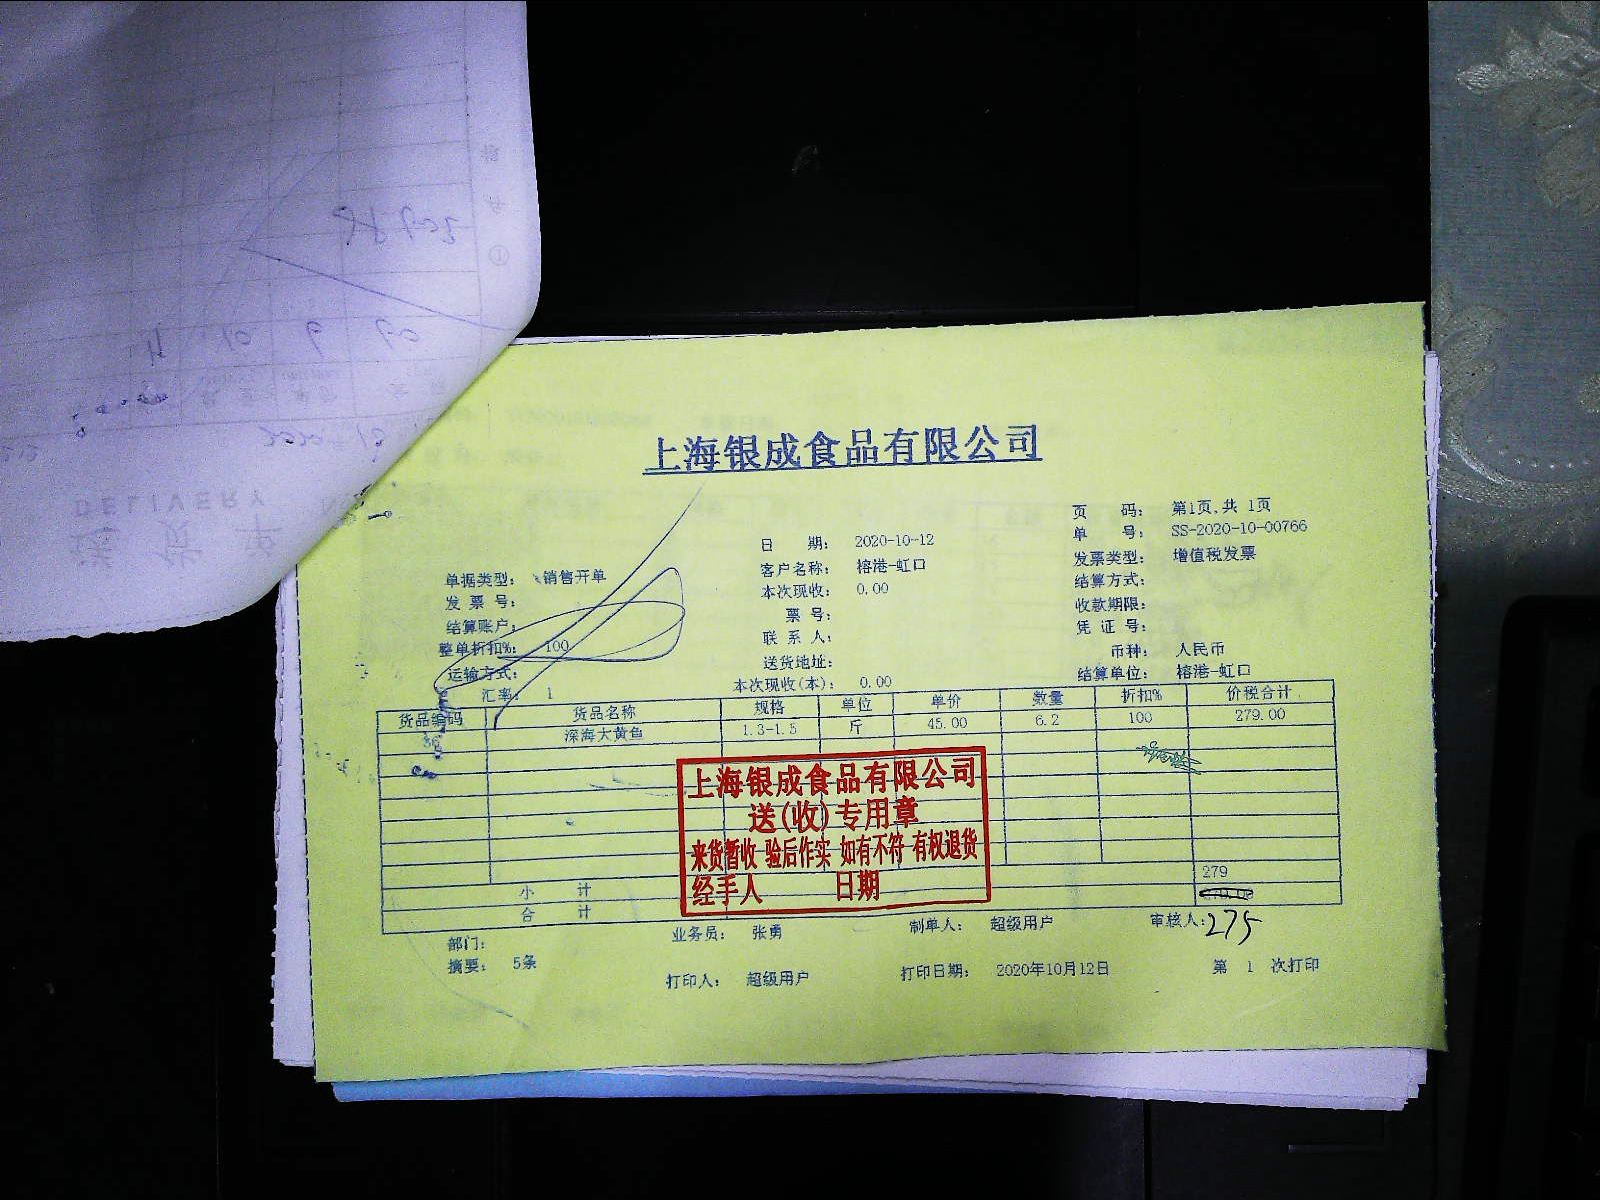 上海银成食品有限公司
页 码： 第1页,共 1页
日 期： 2020-10-12 单 号： SS-2020-10-00766
单据类型： 销售开单 客户名称： 榕港-虹口 发票类型： 增值税发票
发 票 号： 本次现收： 0.00 结算方式：
结算账户： 票 号： 收款期限：
整单折扣%： 100 联 系 人： 凭 证 号：
运输方式： 送货地址： 币种： 人民币
汇率： 1 本次现收(本)： 0.00 结算单位： 榕港-虹口
货品编码 货品名称 规格 单位 单价 数量 折扣% 价税合计
深海大黄鱼 1.3-1.5 斤 45.00 6.2 100 279.00
上海银成食品有限公司
送(收)专用章
来货暂收 验后作实 如有不符 有权退货
经手人 日期
小 计 279
合 计
275
部门： 业务员： 张勇 制单人： 超级用户 审核人：
摘要： 5条 打印人： 超级用户 打印日期： 2020年10月12日 第 1 次打印
送货单
DELIVERY